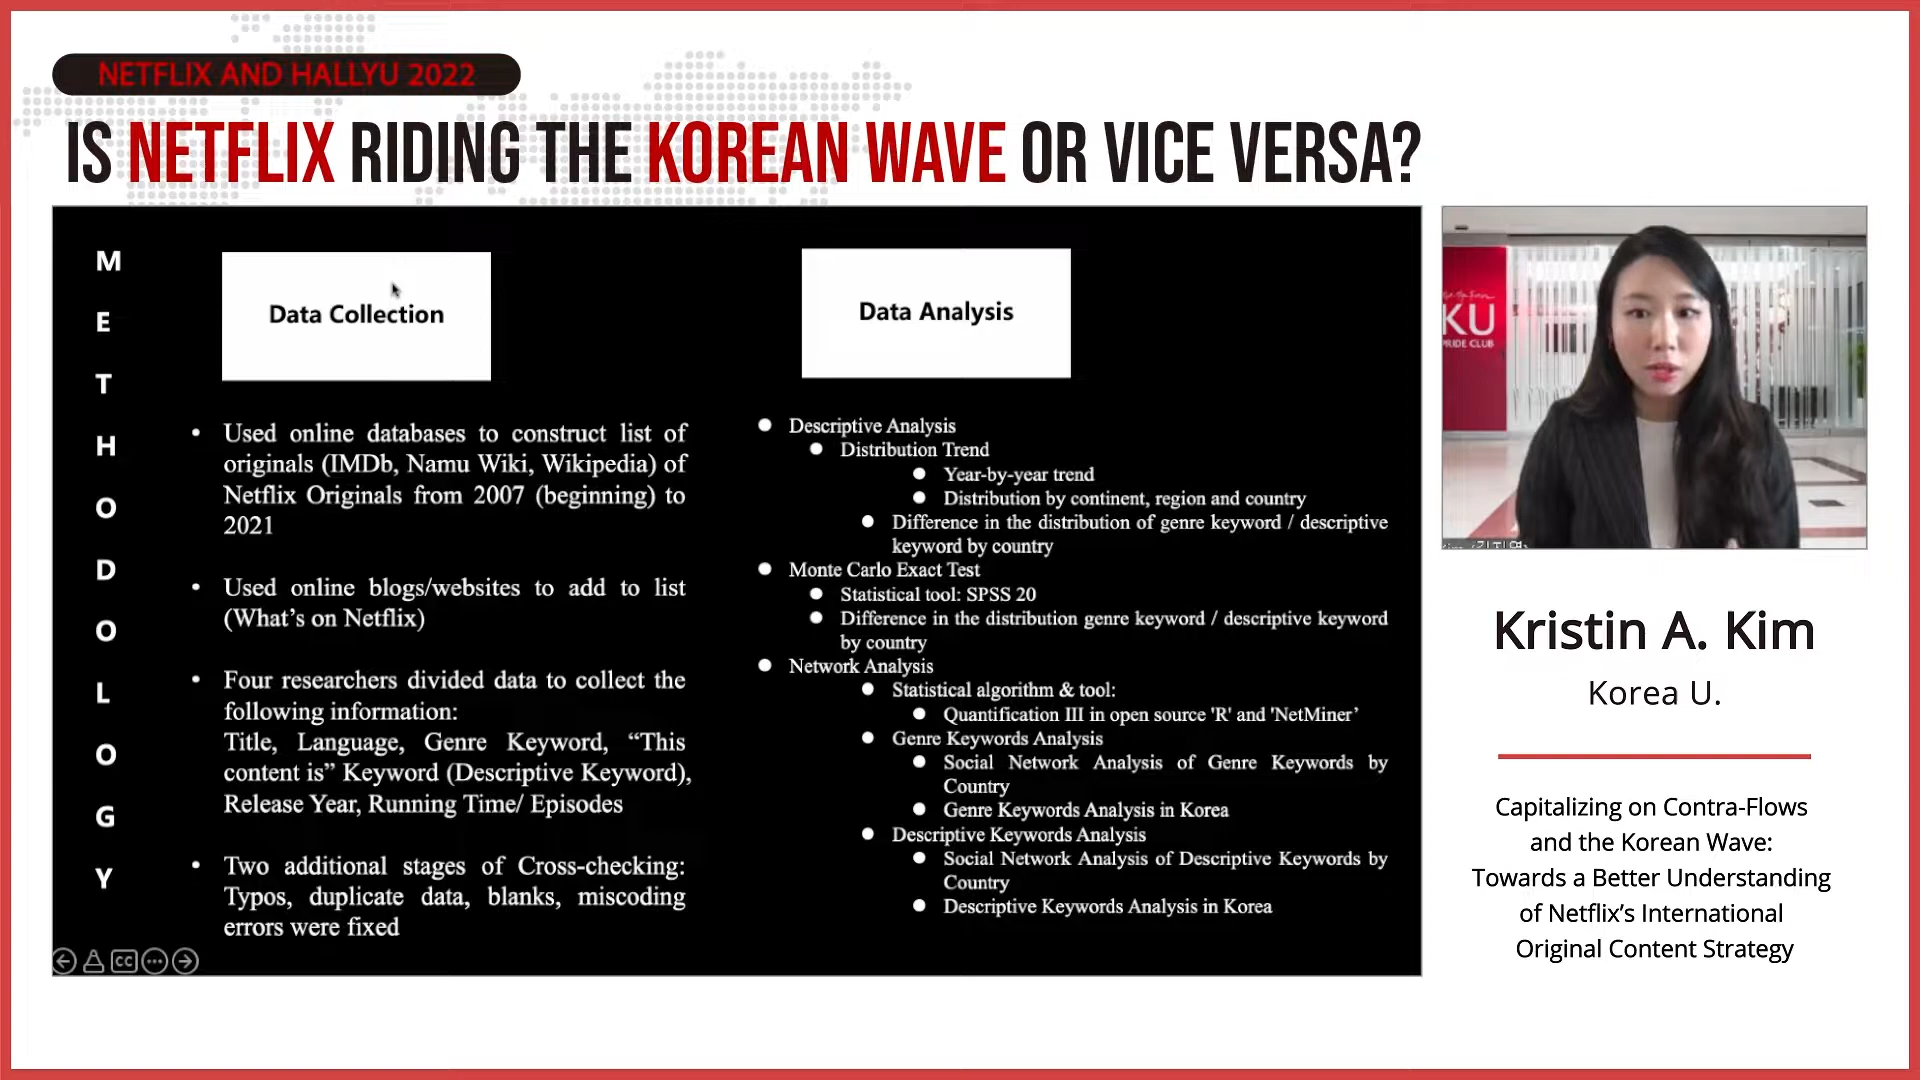 NETFLIX AND HALLYU 2022
IS NETFLIX RIDING THE KOREAN WAVE OR VICE VERSA?
METHODOLOGY
Data Collection
• Used online databases to construct list of
originals (IMDb, Namu Wiki, Wikipedia) of
Netflix Originals from 2007 (beginning) to
2021
• Used online blogs/websites to add to list
(What's on Netflix)
• Four researchers divided data to collect the
following information:
Title, Language, Genre Keyword, “This
content is” Keyword (Descriptive Keyword),
Release Year, Running Time/ Episodes
• Two additional stages of Cross-checking:
Typos, duplicate data, blanks, miscoding
errors were fixed
CC
Data Analysis
● Descriptive Analysis
● Distribution Trend
● Year-by-year trend
● Distribution by continent, region and country
● Difference in the distribution of genre keyword / descriptive
keyword by country
● Monte Carlo Exact Test
● Statistical tool: SPSS 20
● Difference in the distribution genre keyword / descriptive keyword
by country
● Network Analysis
● Statistical algorithm & tool:
● Quantification III in open source 'R' and 'NetMiner’
● Genre Keywords Analysis
● Social Network Analysis of Genre Keywords by
Country
● Genre Keywords Analysis in Korea
● Descriptive Keywords Analysis
● Social Network Analysis of Descriptive Keywords by
Country
● Descriptive Keywords Analysis in Korea
KU
PRIDE CLUB
Kristin A. Kim
Korea U.
Capitalizing on Contra-Flows
and the Korean Wave:
Towards a Better Understanding
of Netflix’s International
Original Content Strategy